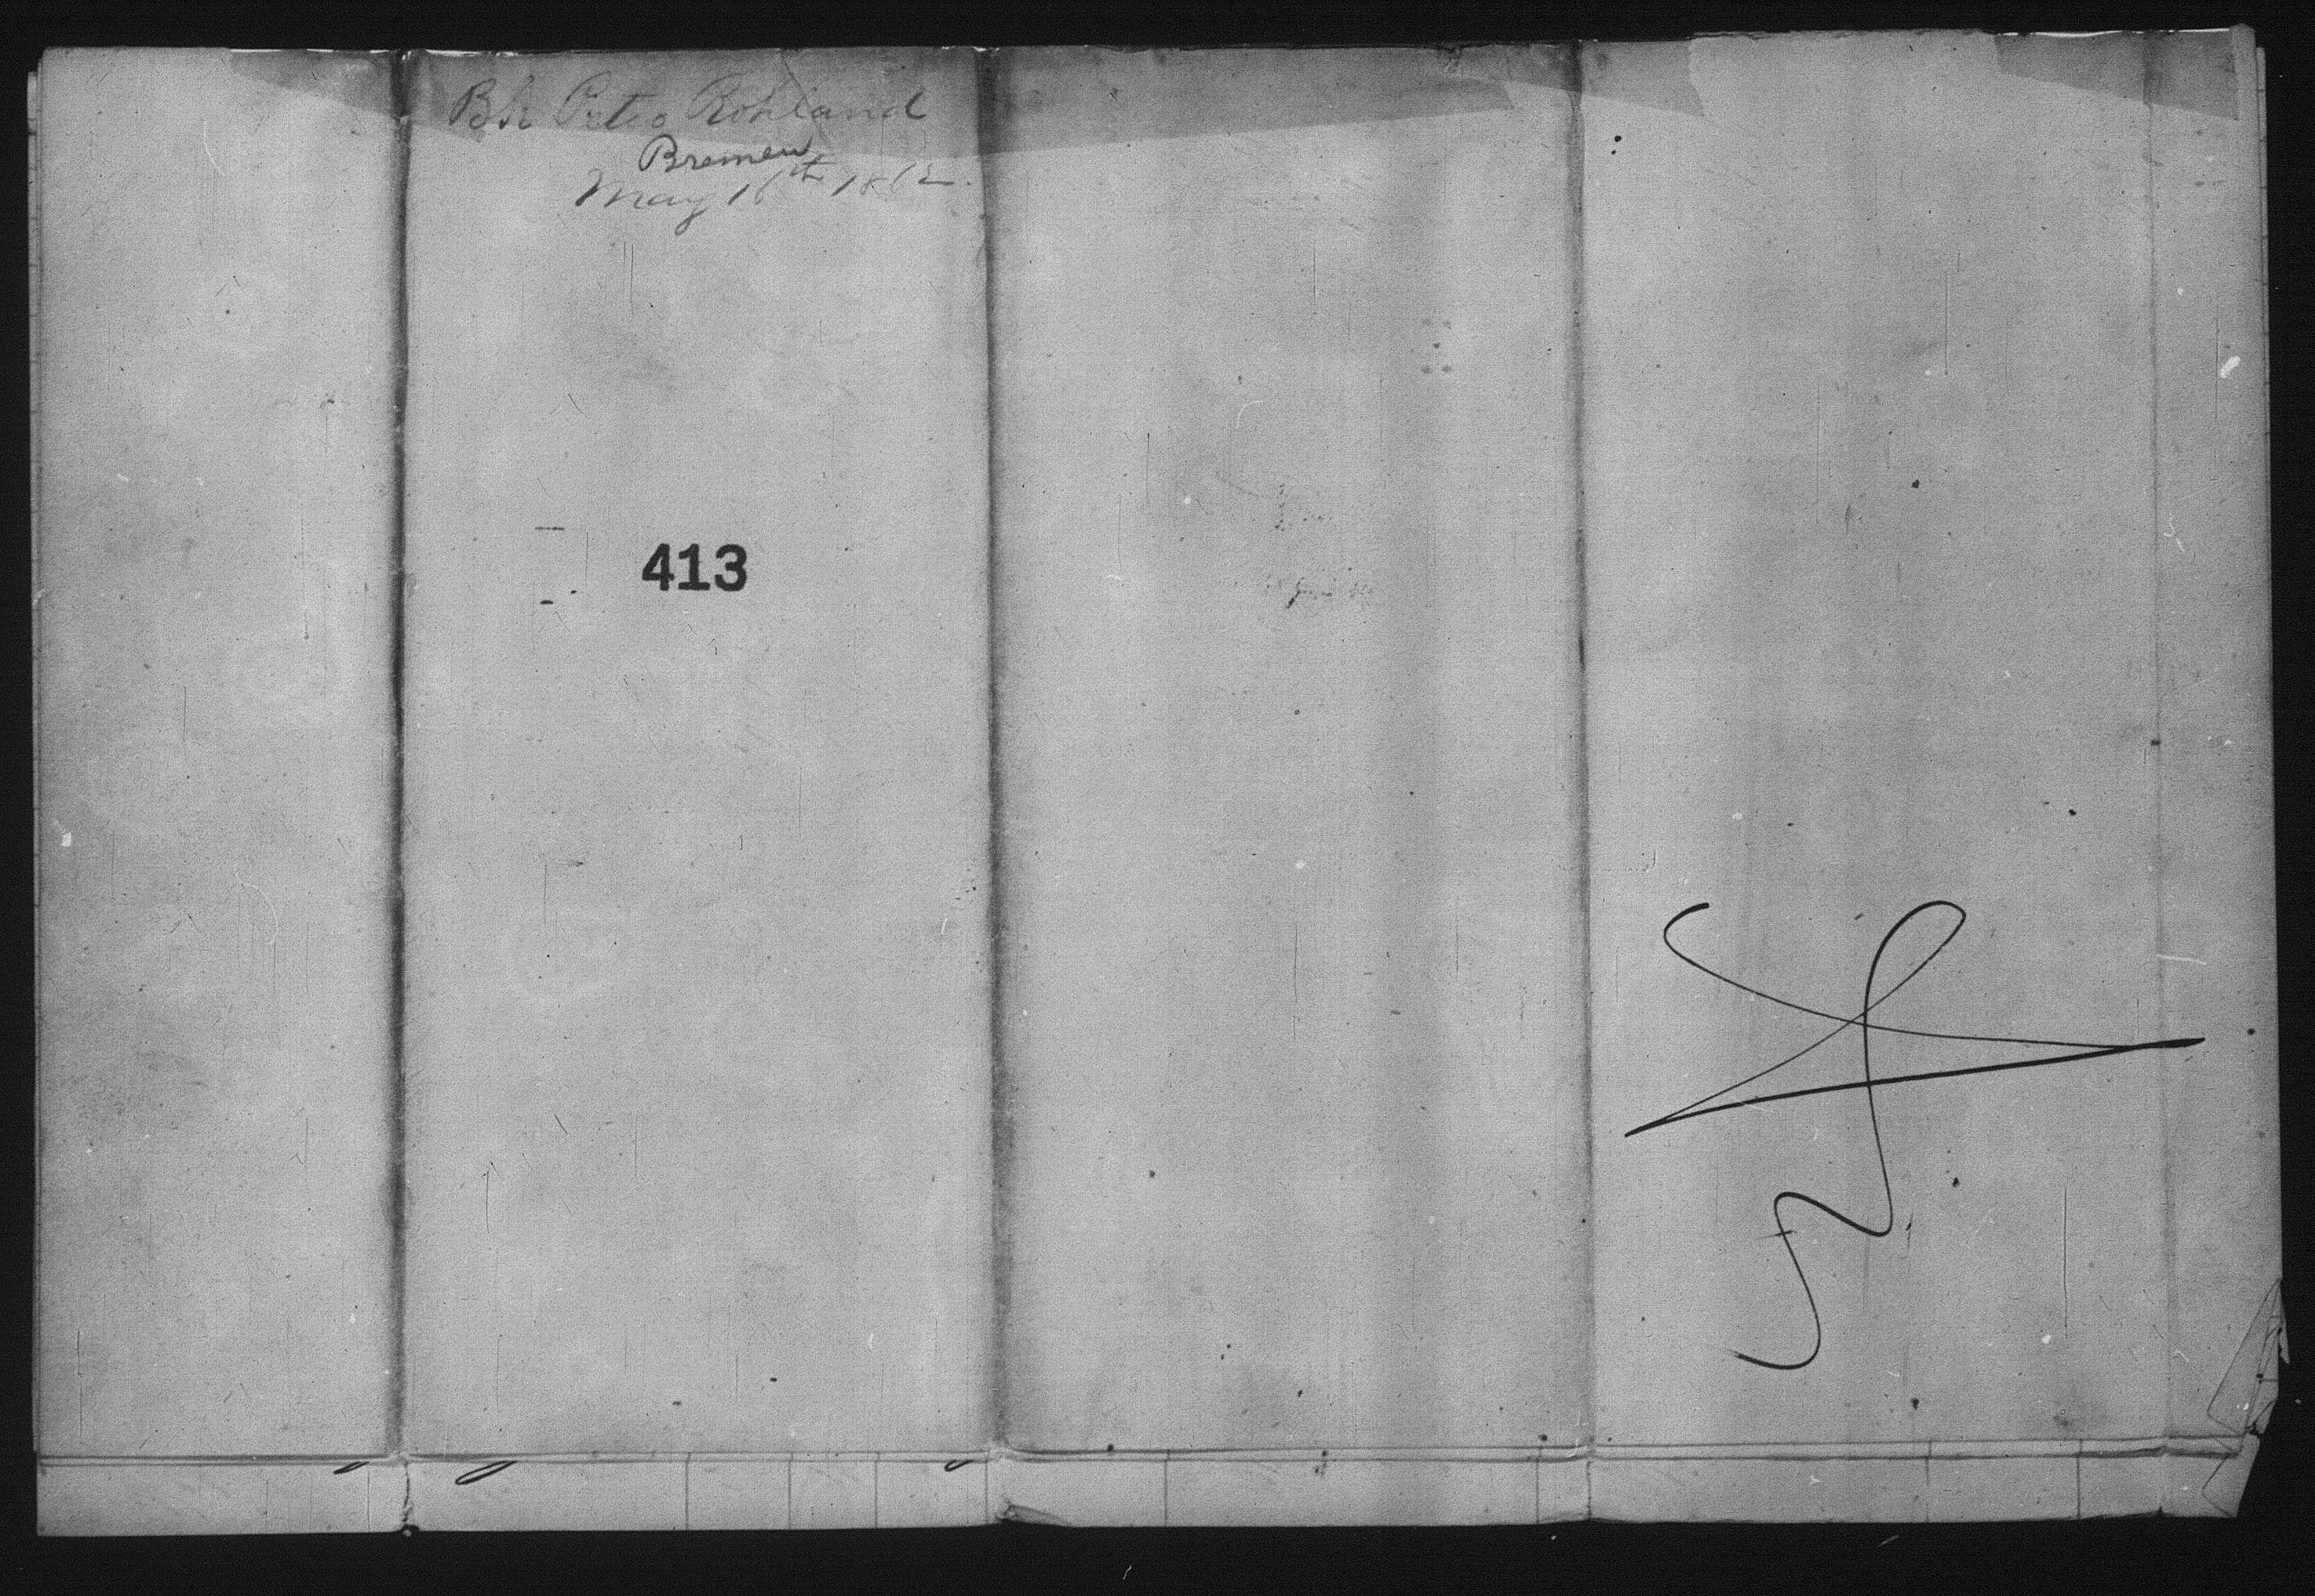 Bk Peter Rohland
Bremen
May 16th 1862.
413